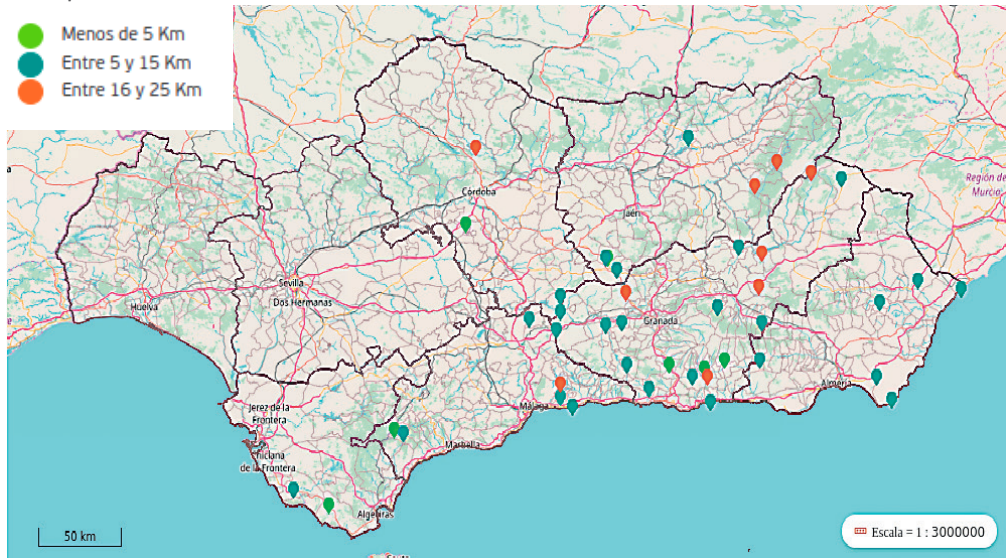 Menos de 5 Km
Entre 5 y 15 Km
Entre 16 y 25 Km
Córdoba
Región de
Murcia
Jaén
Sevilla
Dos Hermanas
Huelva
Granada
Almería
Jerez de la
Frontera
Málaga
Chiclana
de la Frontera
Marbella
Algeciras
50 km
Escala = 1 : 3000000